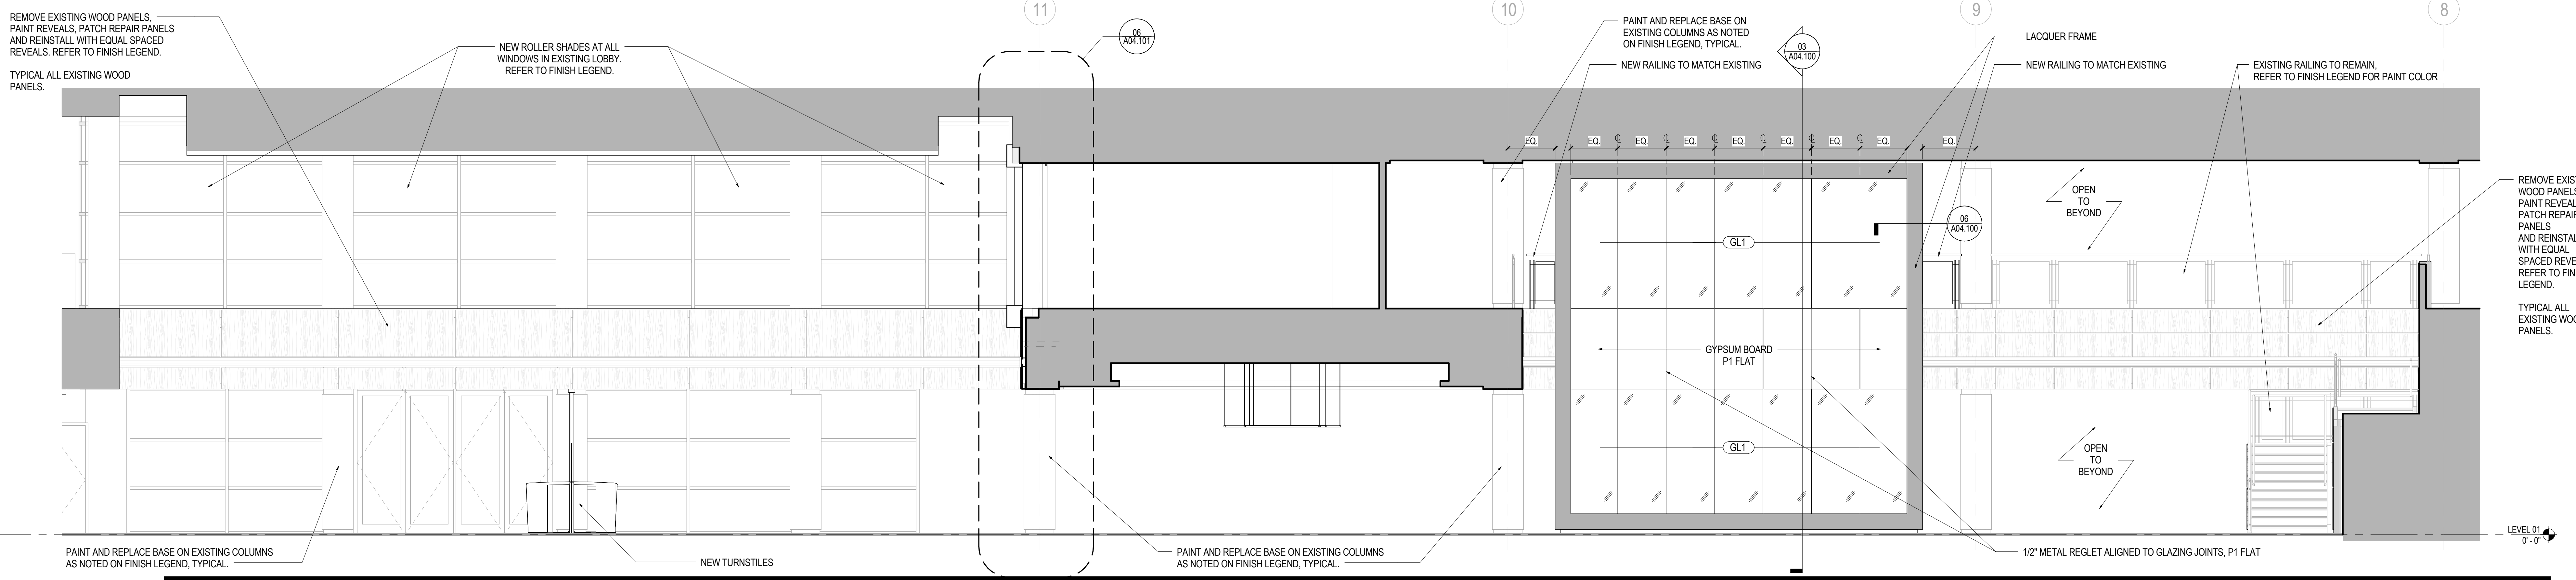 REMOVE EXISTING WOOD PANELS,
PAINT REVEALS, PATCH REPAIR PANELS
AND REINSTALL WITH EQUAL SPACED
REVEALS. REFER TO FINISH LEGEND.
TYPICAL ALL EXISTING WOOD
PANELS.
NEW ROLLER SHADES AT ALL
WINDOWS IN EXISTING LOBBY.
REFER TO FINISH LEGEND.
11
06
A04.101
10
PAINT AND REPLACE BASE ON
EXISTING COLUMNS AS NOTED
ON FINISH LEGEND, TYPICAL.
NEW RAILING TO MATCH EXISTING
03
A04.100
9
LACQUER FRAME
NEW RAILING TO MATCH EXISTING
8
EXISTING RAILING TO REMAIN,
REFER TO FINISH LEGEND FOR PAINT COLOR
EQ. EQ. EQ. EQ. EQ. EQ. EQ. EQ. EQ.
OPEN
TO
BEYOND
06
A04.100
GL1
GYPSUM BOARD
P1 FLAT
GL1
OPEN
TO
BEYOND
REMOVE EXIST
WOOD PANELS
PAINT REVEAL
PATCH REPAIR
PANELS
AND REINSTAL
WITH EQUAL
SPACED REVE
REFER TO FIN
LEGEND.
TYPICAL ALL
EXISTING WOO
PANELS.
LEVEL 01
0' - 0"
PAINT AND REPLACE BASE ON EXISTING COLUMNS
AS NOTED ON FINISH LEGEND, TYPICAL.
NEW TURNSTILES
PAINT AND REPLACE BASE ON EXISTING COLUMNS
AS NOTED ON FINISH LEGEND, TYPICAL.
1/2" METAL REGLET ALIGNED TO GLAZING JOINTS, P1 FLAT